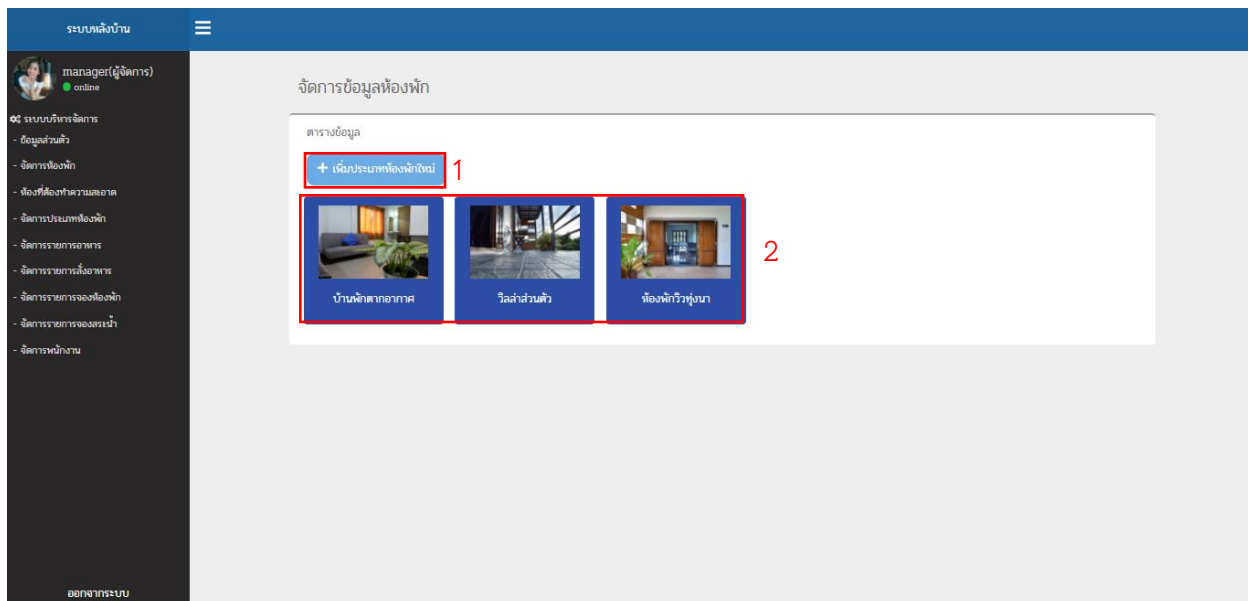 ระบบหลังบ้าน
manager(ผู้จัดการ)
online
ระบบบริหารจัดการ
- ข้อมูลส่วนตัว
- จัดการห้องพัก
- ห้องที่ต้องทำความสะอาด
- จัดการประเภทห้องพัก
- จัดการรายการอาหาร
- จัดการรายการสั่งอาหาร
- จัดการรายการจองห้องพัก
- จัดการรายการจองสระน้ำ
- จัดการพนักงาน
ออกจากระบบ
จัดการข้อมูลห้องพัก
ตารางข้อมูล
+ เพิ่มประเภทห้องพักใหม่ 1
บ้านพักตากอากาศ วิลล่าส่วนตัว ห้องพักวิวทุ่งนา 2